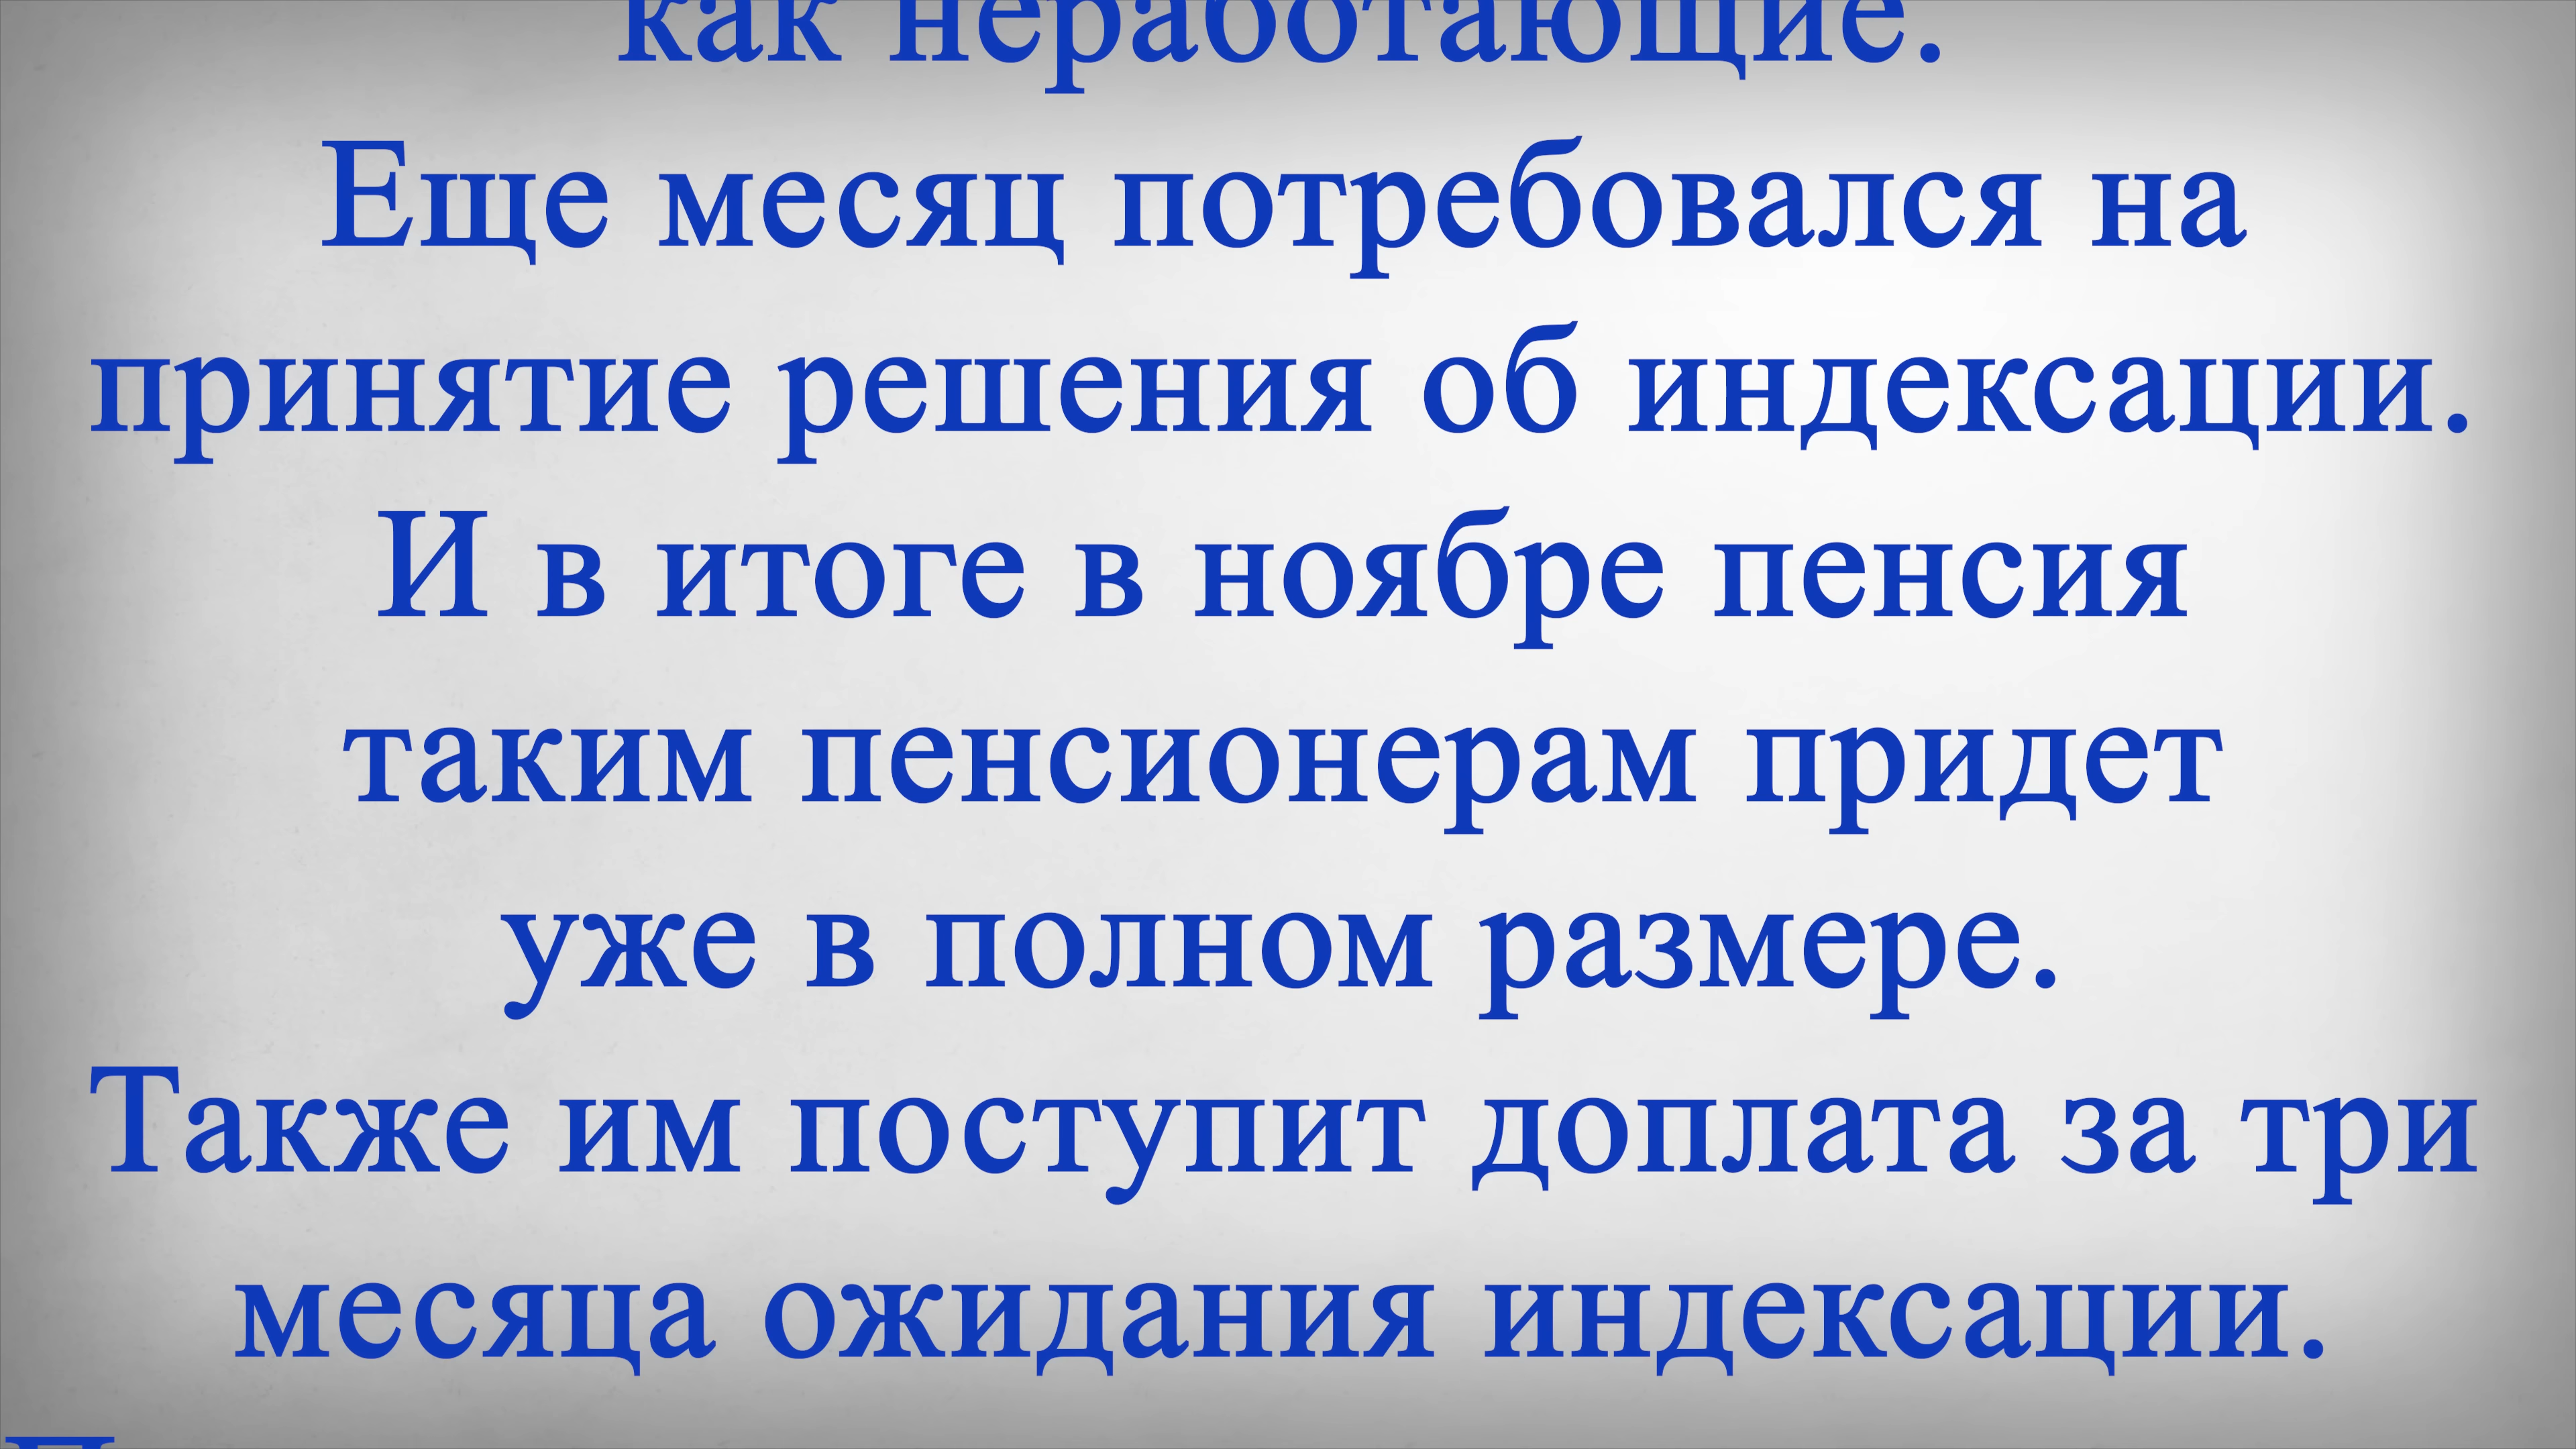 как неработающие.
Еще месяц потребовался на
принятие решения об индексации.
И в итоге в ноябре пенсия
таким пенсионерам придет
уже в полном размере.
Также им поступит доплата за три
месяца ожидания индексации.